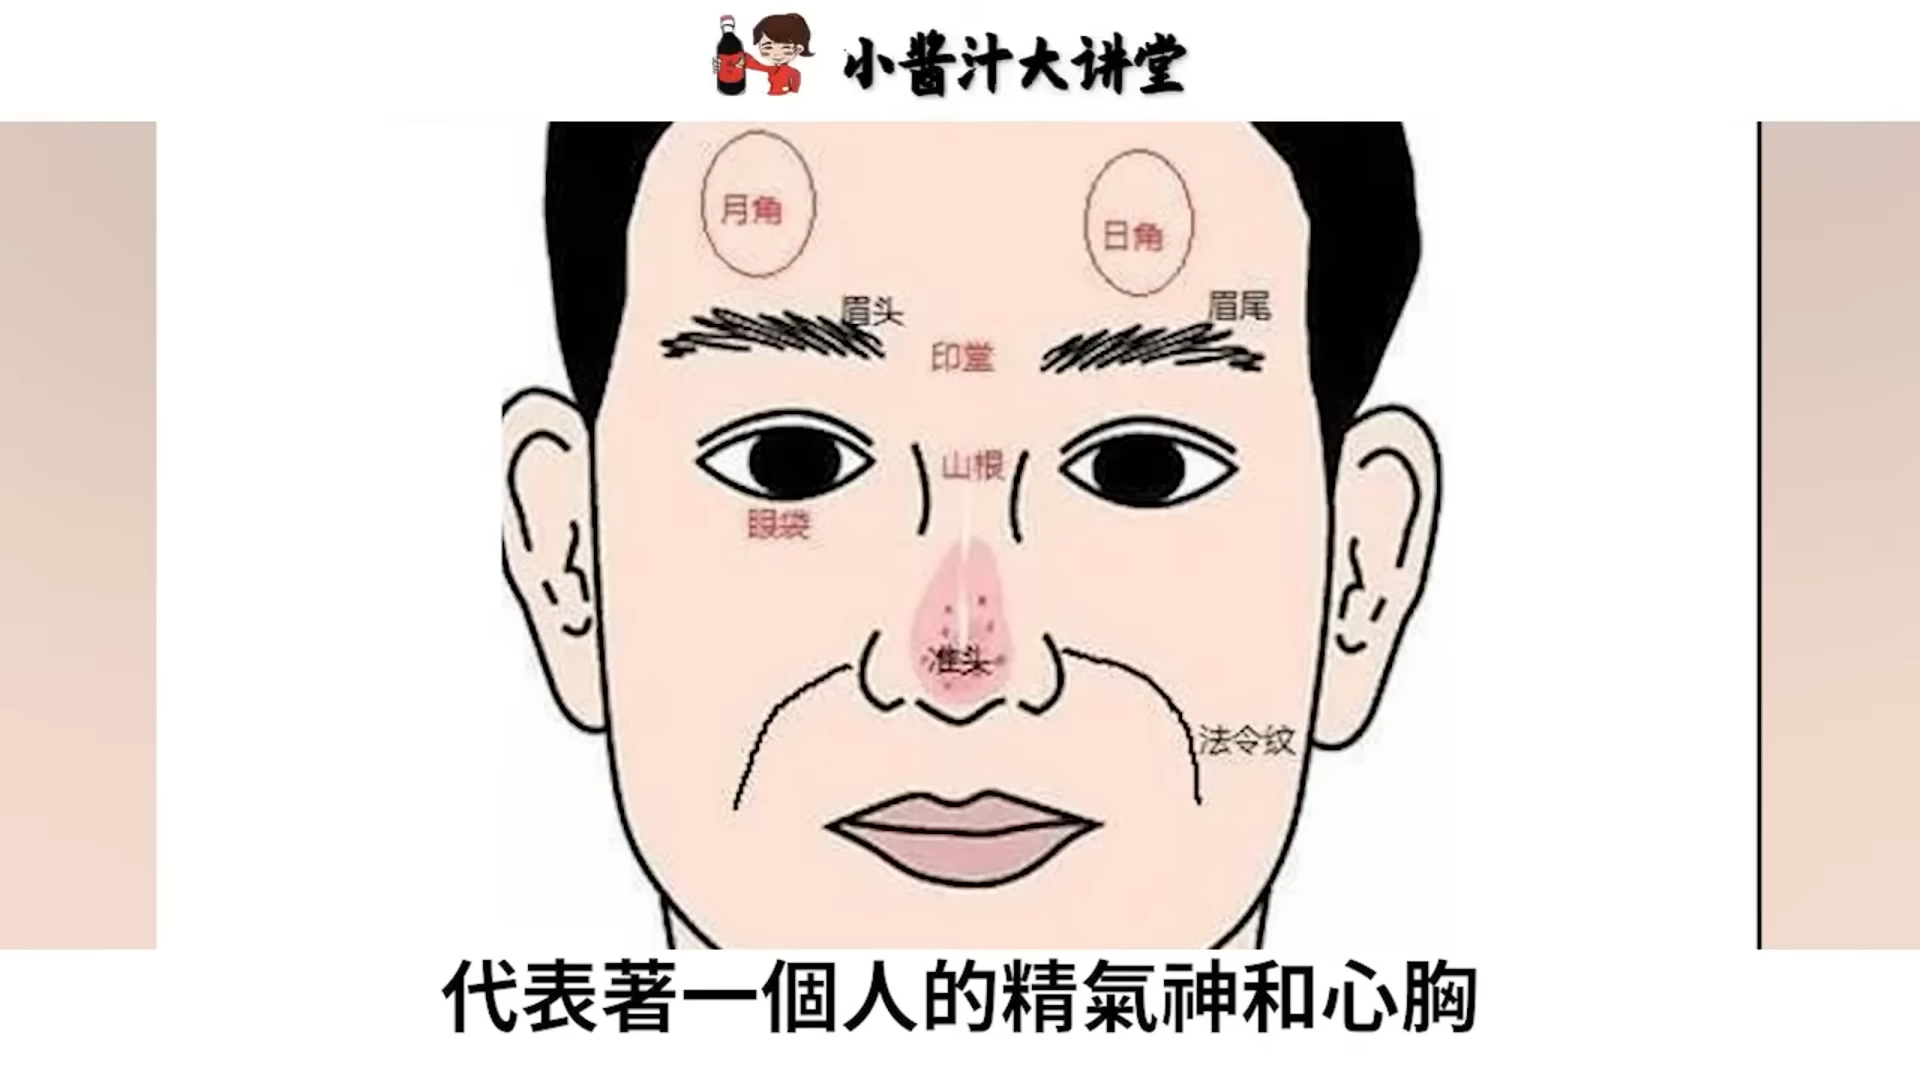 小酱汁大讲堂
月角
日角
眉头
眉尾
印堂
山根
眼袋
准头
法令纹
代表著一個人的精氣神和心胸